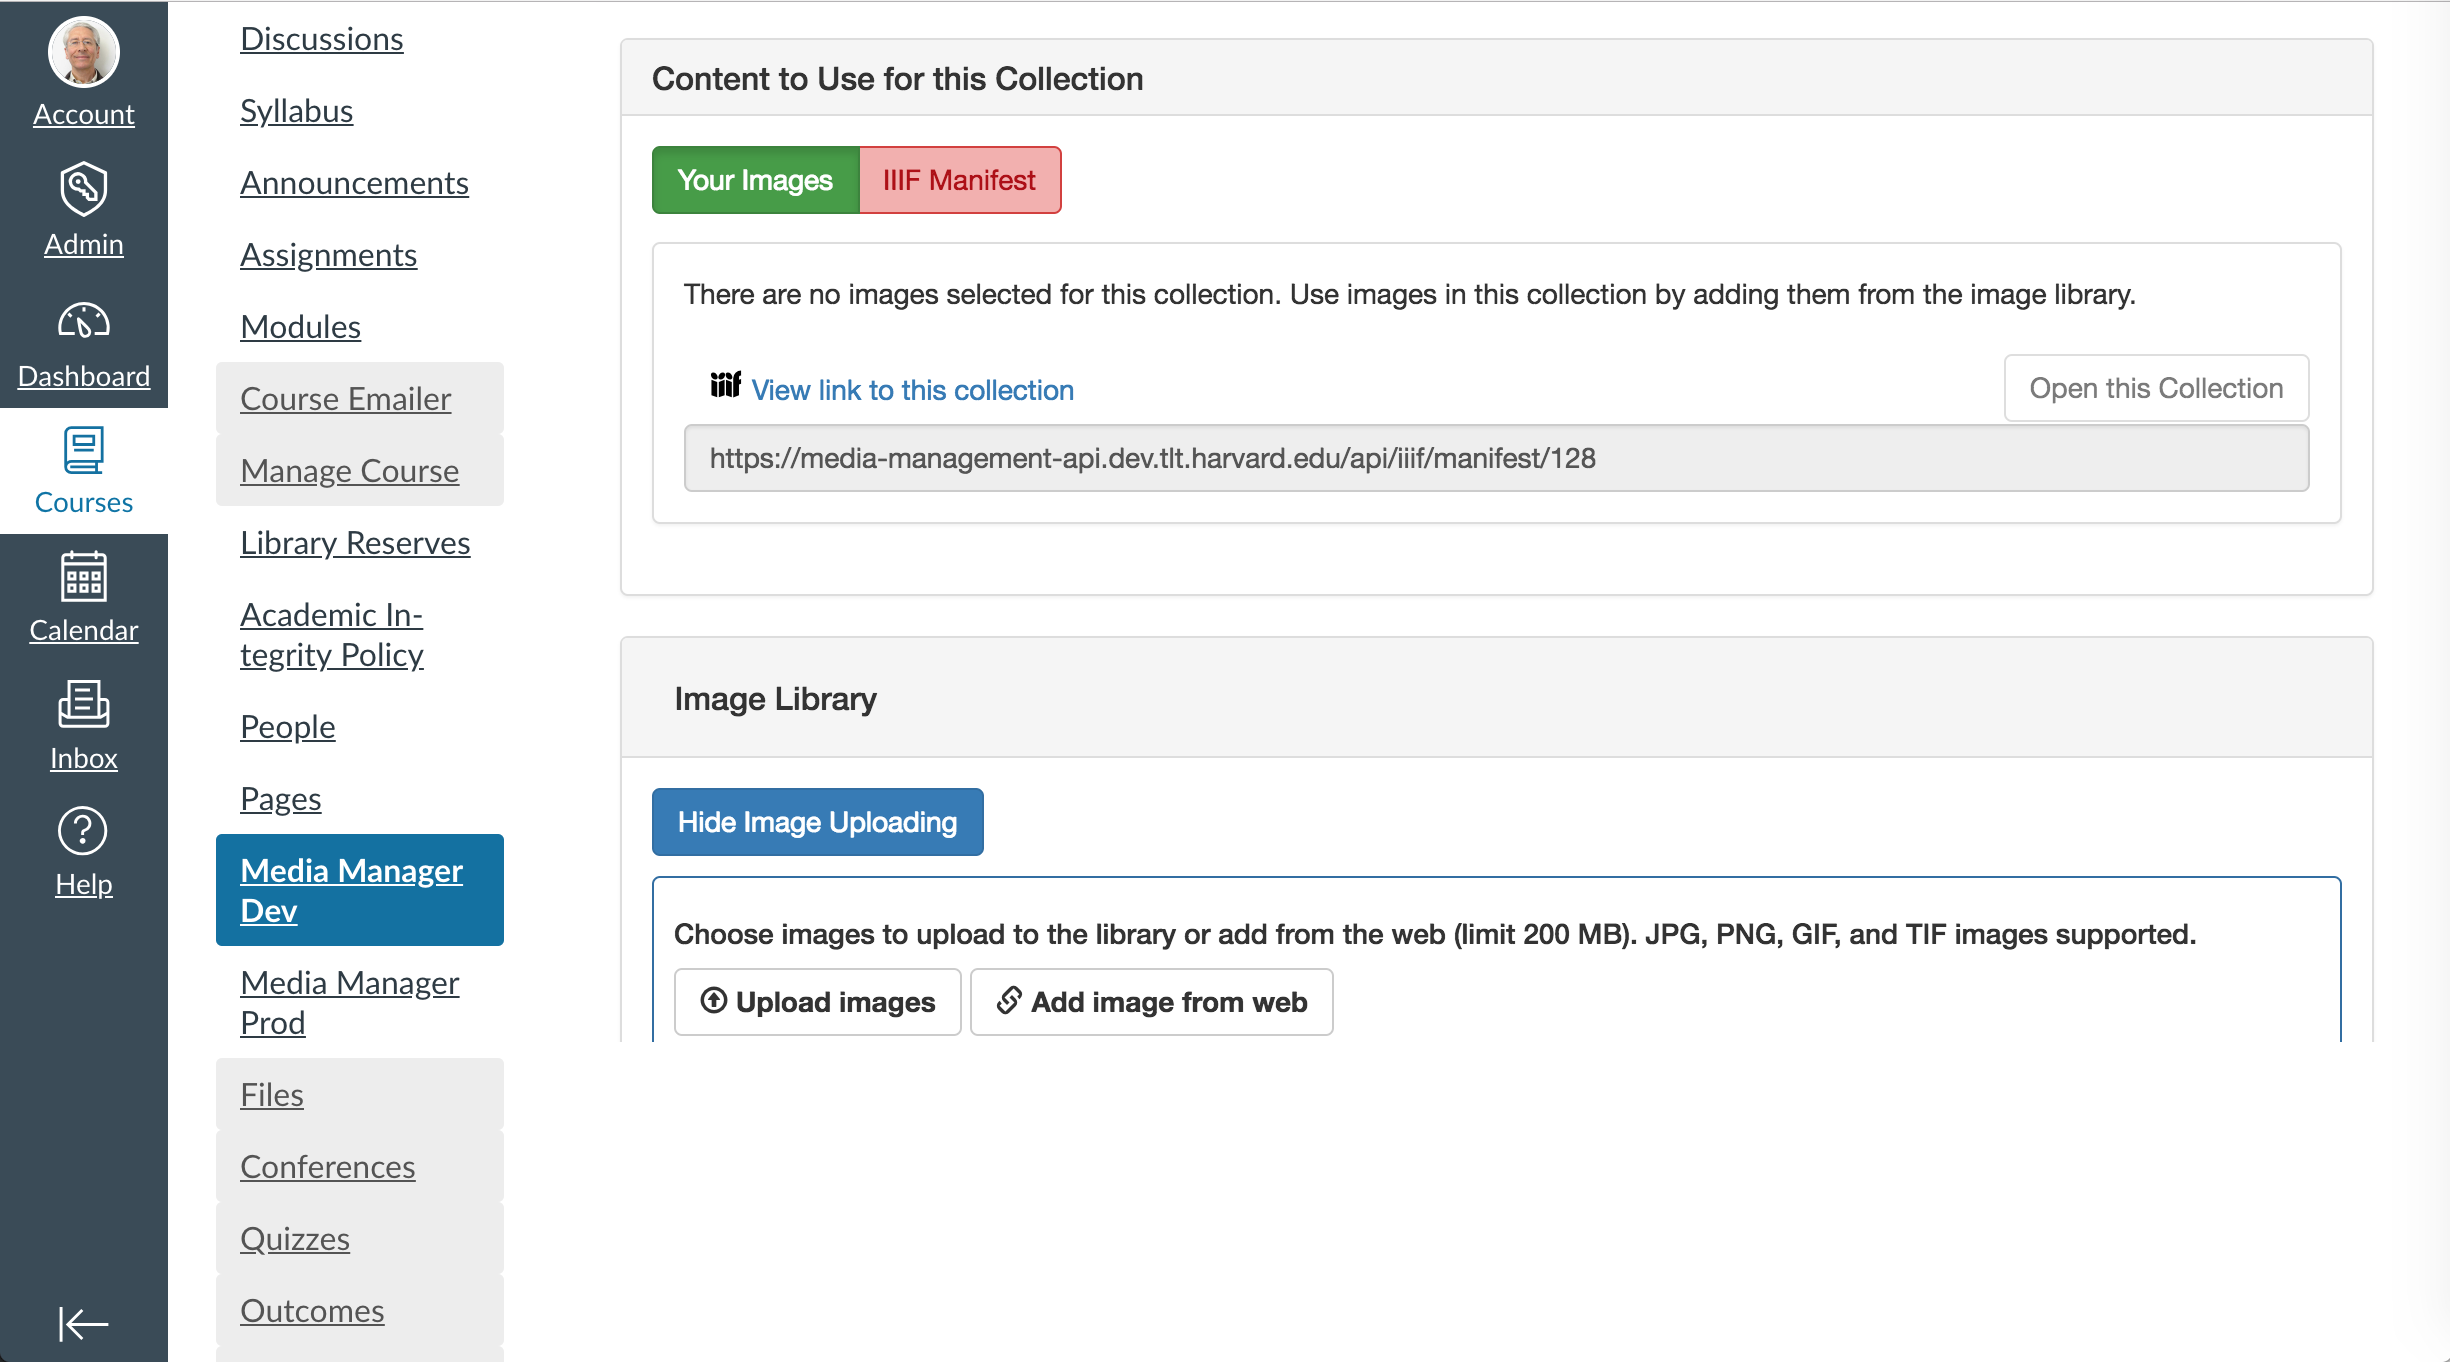 Account
Admin
Dashboard
Courses
Calendar
Inbox
Help
Discussions
Syllabus
Announcements
Assignments
Modules
Course Emailer
Manage Course
Library Reserves
Academic In-
tegrity Policy
People
Pages
Media Manager
Dev
Media Manager
Prod
Files
Conferences
Quizzes
Outcomes
Content to Use for this Collection
Your Images
IIIF Manifest
There are no images selected for this collection. Use images in this collection by adding them from the image library.
iiif View link to this collection
Open this Collection
https://media-management-api.dev.tlt.harvard.edu/api/iiif/manifest/128
Image Library
Hide Image Uploading
Choose images to upload to the library or add from the web (limit 200 MB). JPG, PNG, GIF, and TIF images supported.
Upload images
Add image from web